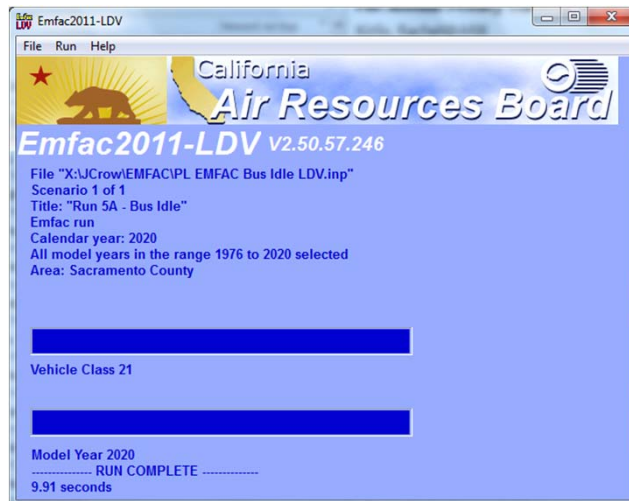 Emfac2011-LDV
File Run Help
California
Air Resources Board
Emfac2011-LDV V2.50.57.246
File "X:\JCrow\EMFAC\PL EMFAC Bus Idle LDV.inp"
Scenario 1 of 1
Title: "Run 5A - Bus Idle"
Emfac run
Calendar year: 2020
All model years in the range 1976 to 2020 selected
Area: Sacramento County
Vehicle Class 21
Model Year 2020
--------------- RUN COMPLETE --------------
9.91 seconds